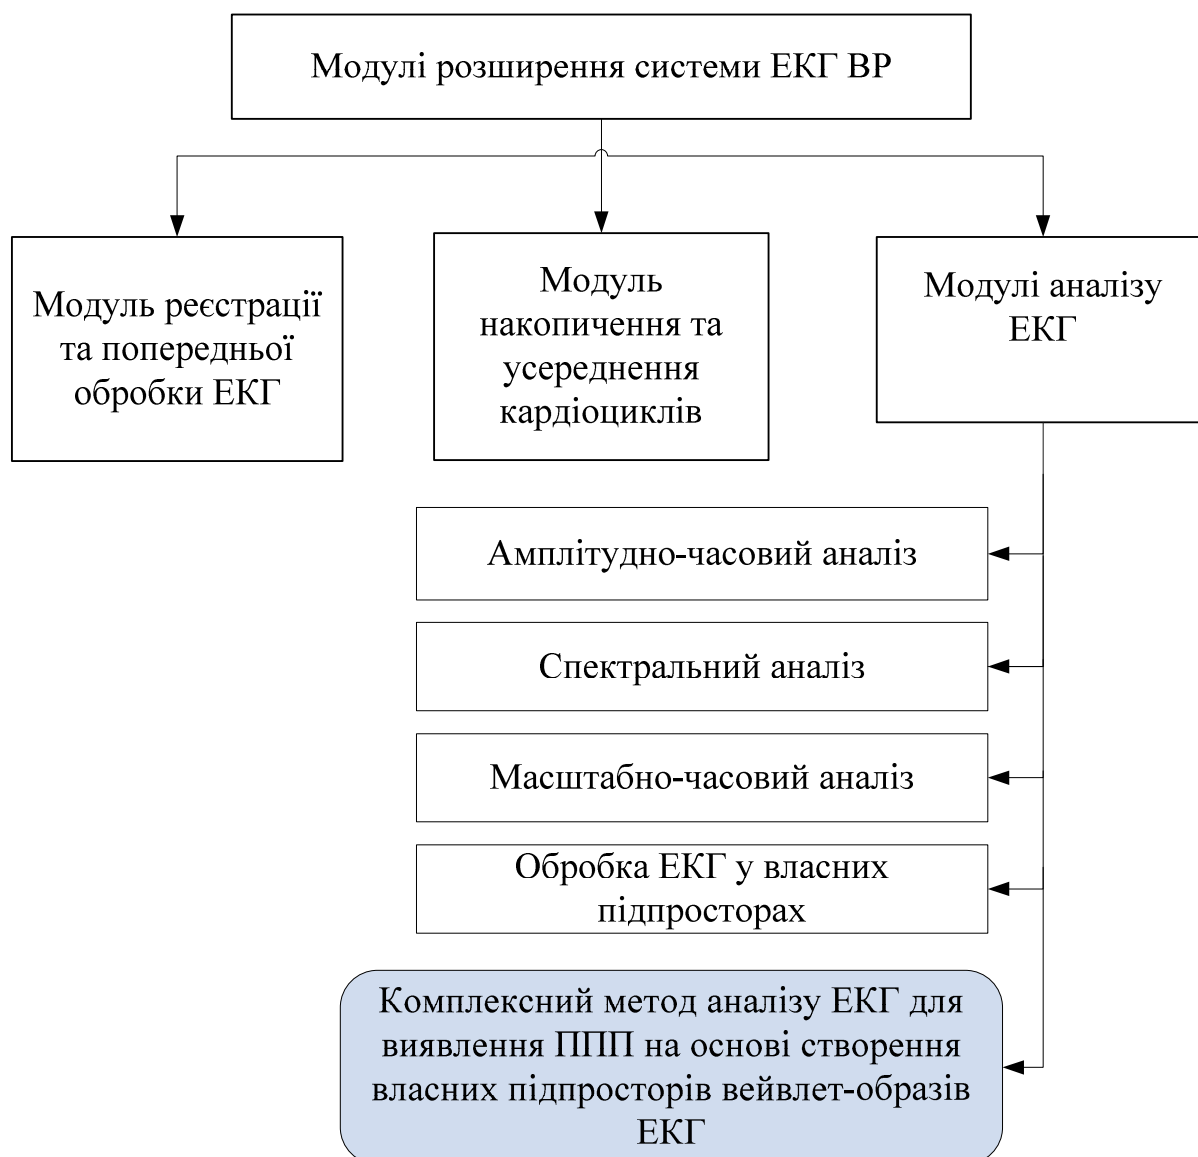 Модулі розширення системи ЕКГ ВР
Модуль реєстрації
та попередньої
обробки ЕКГ
Модуль
накопичення та
усереднення
кардіоциклів
Модулі аналізу
ЕКГ
Амплітудно-часовий аналіз
Спектральний аналіз
Масштабно-часовий аналіз
Обробка ЕКГ у власних
підпросторах
Комплексний метод аналізу ЕКГ для
виявлення ППП на основі створення
власних підпросторів вейвлет-образів
ЕКГ